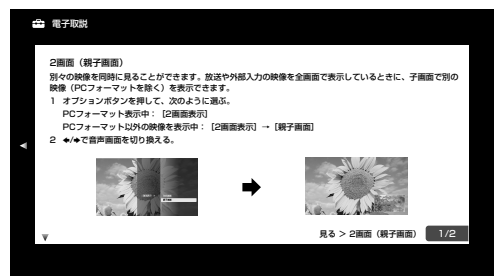 電子取説
2画面（親子画面）
別々の映像を同時に見ることができます。放送や外部入力の映像を全画面で表示しているときに、子画面で別の
映像（PCフォーマットを除く）を表示できます。
1 オプションボタンを押して、次のように選ぶ。
PCフォーマット表示中：［2画面表示］
PCフォーマット以外の映像を表示中：［2画面表示］→［親子画面］
2 ◆/◆で音声画面を切り換える。
見る ＞ 2画面（親子画面）
1/2